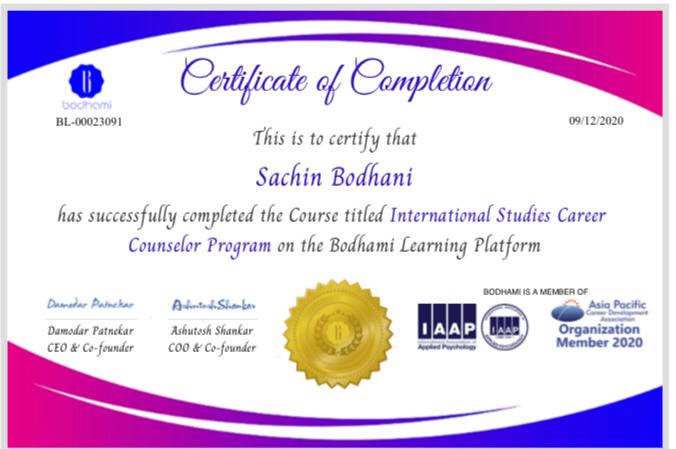 Certificate of Completion
B
bodhami
BL-00023091
09/12/2020
This is to certify that
Sachin Bodhani
has successfully completed the Course titled International Studies Career
Counselor Program on the Bodhami Learning Platform
Damodar Patnekar
Ashutosh Shankar
Damodar Patnekar
CEO & Co-founder
Ashutosh Shankar
COO & Co-founder
B
BODHAMI IS A MEMBER OF
IAAP
Applied Psychology
IAAP
Asia Pacific
Career Development
Association
Organization
Member 2020